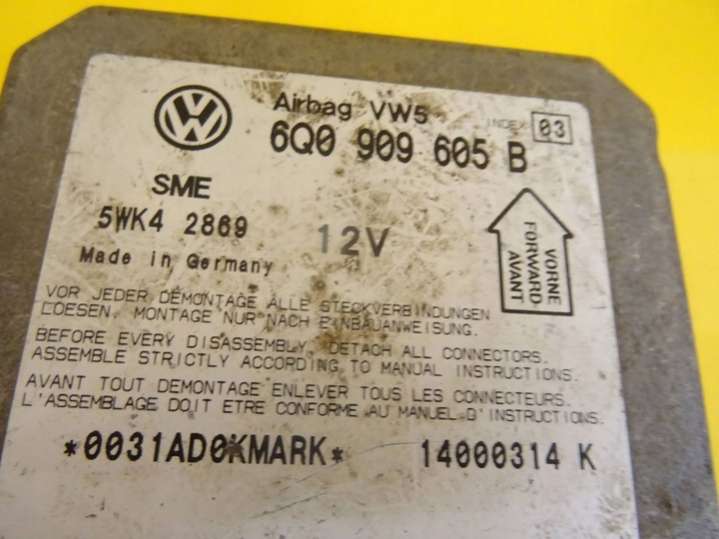 Airbag VW5
INDEX 03
6Q0 909 605 B
SME
5WK4 2869
12V
Made in Germany
VORNE
FORWARD
AVANT
VOR JEDER DEMONTAGE ALLE STECKVERBINDUNGEN
LOESEN. MONTAGE NUR NACH EINBAUANWEISUNG.
BEFORE EVERY DISASSEMBLY, DETACH ALL CONNECTORS.
ASSEMBLE STRICTLY ACCORDING TO MANUAL INSTRUCTIONS.
AVANT TOUT DEMONTAGE ENLEVER TOUS LES CONNECTEURS.
L'ASSEMBLAGE DOIT ETRE CONFORME AU MANUEL D'INSTRUCTIONS.
*0031AD0KMARK* 14000314 K